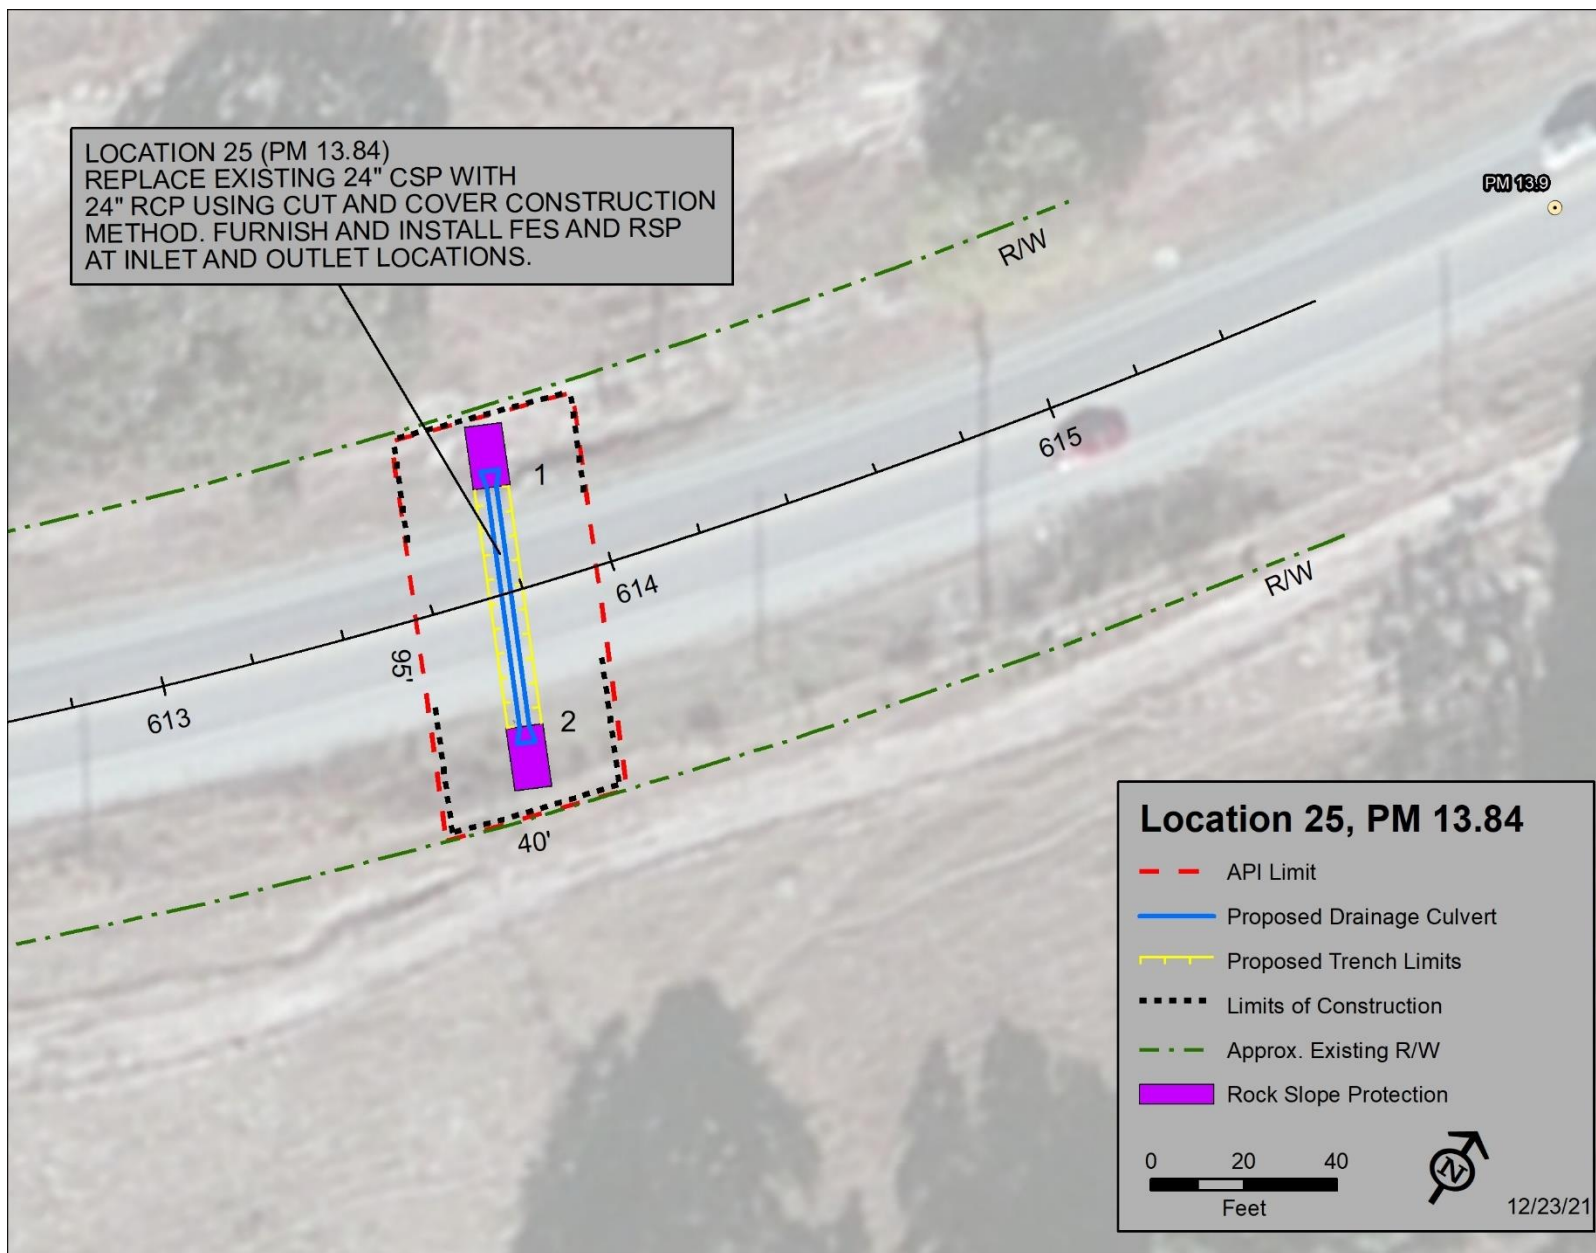 LOCATION 25 (PM 13.84)
REPLACE EXISTING 24" CSP WITH
24" RCP USING CUT AND COVER CONSTRUCTION
METHOD. FURNISH AND INSTALL FES AND RSP
AT INLET AND OUTLET LOCATIONS.
PM 13.9
R/W
615
1
614
R/W
95'
613
2
40'
Location 25, PM 13.84
API Limit
Proposed Drainage Culvert
Proposed Trench Limits
Limits of Construction
Approx. Existing R/W
Rock Slope Protection
0 20 40
Feet
N
12/23/21